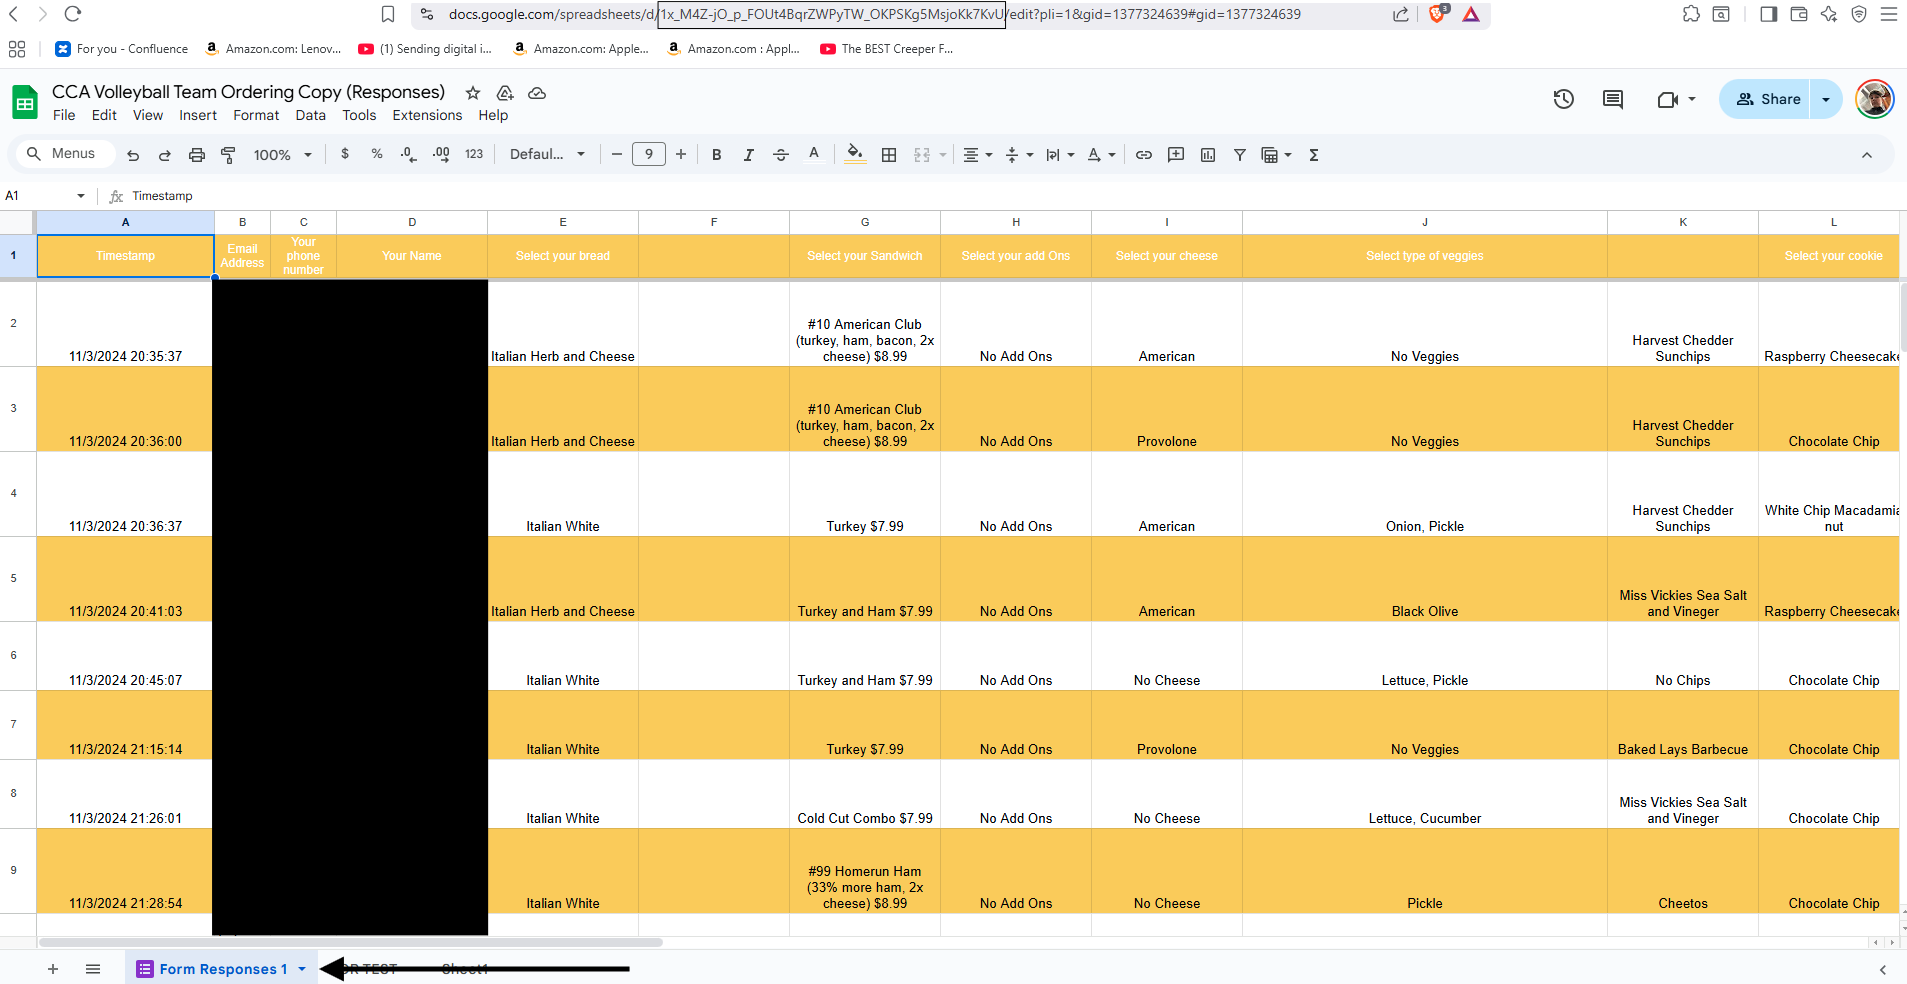 docs.google.com/spreadsheets/d/1x_M4Z-jO_p_FOUt4BqrZWPyTW_OKPSKg5MsjoKk7KvU/edit?pli=1&gid=1377324639#gid=1377324639
3
For you - Confluence
Amazon.com: Lenov...
(1) Sending digital i...
Amazon.com: Apple...
Amazon.com : Appl...
The BEST Creeper F...
CCA Volleyball Team Ordering Copy (Responses)
File Edit View Insert Format Data Tools Extensions Help
Share
Menus
100%
$ % .0 .00 123
Defaul...
9
B I A
A1
Timestamp
A B C D E F G H I J K L
1
Timestamp
Email
Address
Your
phone
number
Your Name
Select your bread
Select your Sandwich
Select your add Ons
Select your cheese
Select type of veggies
Select your cookie
2
11/3/2024 20:35:37
Italian Herb and Cheese
#10 American Club
(turkey, ham, bacon, 2x
cheese) $8.99
No Add Ons
American
No Veggies
Harvest Chedder
Sunchips
Raspberry Cheesecake
3
11/3/2024 20:36:00
Italian Herb and Cheese
#10 American Club
(turkey, ham, bacon, 2x
cheese) $8.99
No Add Ons
Provolone
No Veggies
Harvest Chedder
Sunchips
Chocolate Chip
4
11/3/2024 20:36:37
Italian White
Turkey $7.99
No Add Ons
American
Onion, Pickle
Harvest Chedder
Sunchips
White Chip Macadamia
nut
5
11/3/2024 20:41:03
Italian Herb and Cheese
Turkey and Ham $7.99
No Add Ons
American
Black Olive
Miss Vickies Sea Salt
and Vineger
Raspberry Cheesecake
6
11/3/2024 20:45:07
Italian White
Turkey and Ham $7.99
No Add Ons
No Cheese
Lettuce, Pickle
No Chips
Chocolate Chip
7
11/3/2024 21:15:14
Italian White
Turkey $7.99
No Add Ons
Provolone
No Veggies
Baked Lays Barbecue
Chocolate Chip
8
11/3/2024 21:26:01
Italian White
Cold Cut Combo $7.99
No Add Ons
No Cheese
Lettuce, Cucumber
Miss Vickies Sea Salt
and Vineger
Chocolate Chip
9
11/3/2024 21:28:54
Italian White
#99 Homerun Ham
(33% more ham, 2x
cheese) $8.99
No Add Ons
No Cheese
Pickle
Cheetos
Chocolate Chip
Form Responses 1
TEST
Sheet1